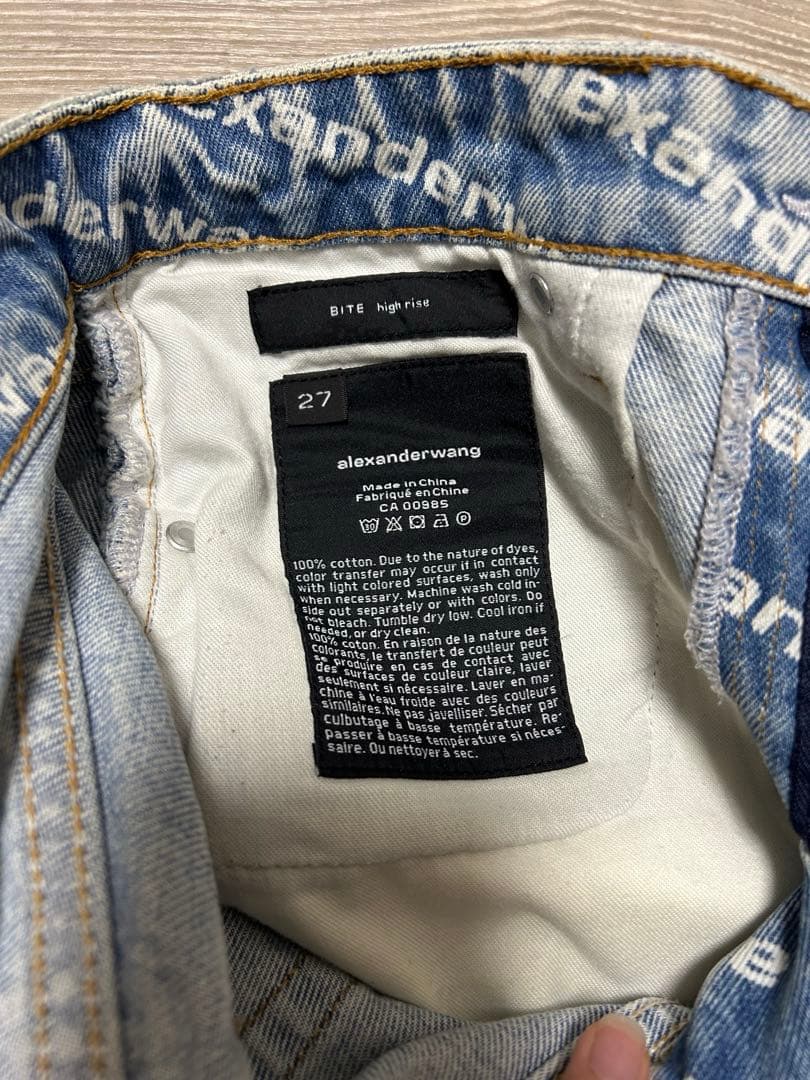 exanderwa
lexand
derwa
BITE high rise
27
alexanderwang
Made in China
Fabriqué en Chine
CA 00985
30
P
100% cotton. Due to the nature of dyes,
color transfer may occur if in contact
with light colored surfaces, wash only
when necessary. Machine wash cold in-
side out separately or with colors. Do
not bleach. Tumble dry low. Cool iron if
needed, or dry clean.
100% coton. En raison de la nature des
colorants, le transfert de couleur peut
se produire en cas de contact avec
des surfaces de couleur claire, laver
seulement si nécessaire. Laver en ma-
chine à l'eau froide avec des couleurs
similaires. Ne pas javelliser. Sécher par
culbutage à basse température. Re-
passer à basse température si néces-
saire. Ou nettoyer à sec.